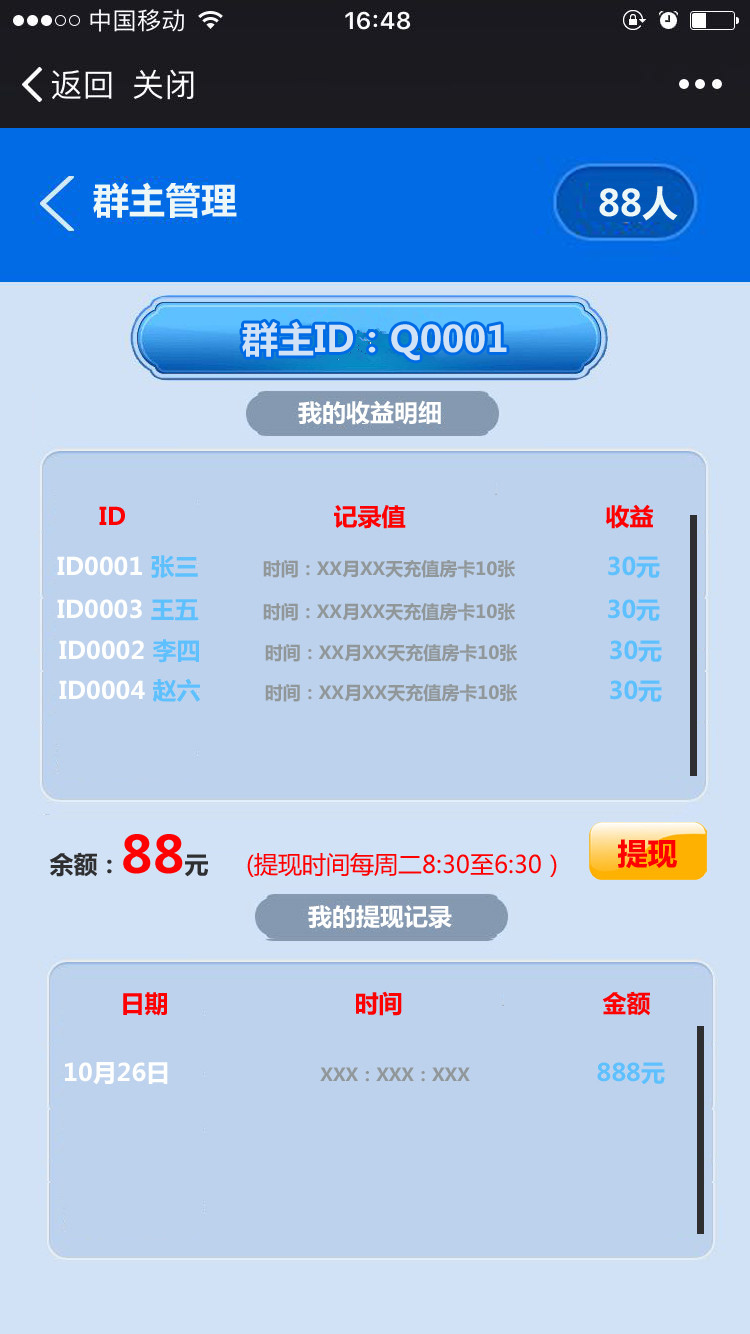 中国移动 16:48
返回 关闭
群主管理 88人
群主ID：Q0001
我的收益明细
ID 记录值 收益
ID0001 张三 时间：XX月XX天充值房卡10张 30元
ID0003 王五 时间：XX月XX天充值房卡10张 30元
ID0002 李四 时间：XX月XX天充值房卡10张 30元
ID0004 赵六 时间：XX月XX天充值房卡10张 30元
余额：88元 (提现时间每周二8:30至6:30 ) 提现
我的提现记录
日期 时间 金额
10月26日 XXX：XXX：XXX 888元